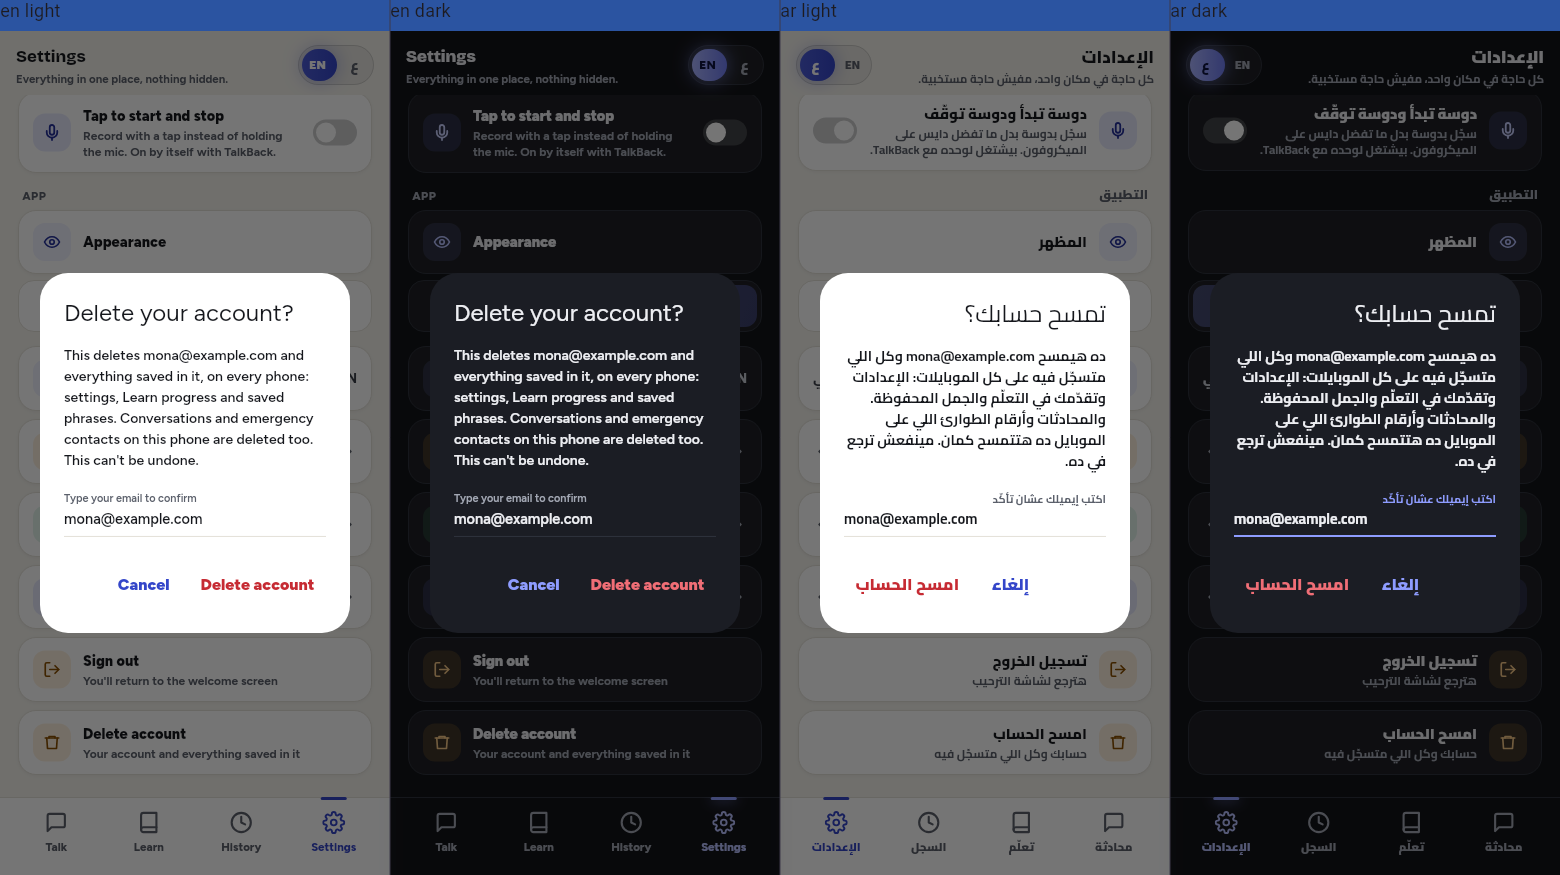 en light
Settings
Everything in one place, nothing hidden.
EN
ع
Tap to start and stop
Record with a tap instead of holding
the mic. On by itself with TalkBack.
APP
Appearance
N
Delete your account?
This deletes mona@example.com and
everything saved in it, on every phone:
settings, Learn progress and saved
phrases. Conversations and emergency
contacts on this phone are deleted too.
This can't be undone.
Type your email to confirm
mona@example.com
Cancel
Delete account
Sign out
You'll return to the welcome screen
Delete account
Your account and everything saved in it
Talk
Learn
History
Settings
en dark
Settings
Everything in one place, nothing hidden.
EN
ع
Tap to start and stop
Record with a tap instead of holding
the mic. On by itself with TalkBack.
APP
Appearance
N
Delete your account?
This deletes mona@example.com and
everything saved in it, on every phone:
settings, Learn progress and saved
phrases. Conversations and emergency
contacts on this phone are deleted too.
This can't be undone.
Type your email to confirm
mona@example.com
Cancel
Delete account
Sign out
You'll return to the welcome screen
Delete account
Your account and everything saved in it
Talk
Learn
History
Settings
ar light
الإعدادات
كل حاجة في مكان واحد، مفيش حاجة مستخبية.
ع
EN
دوسة تبدأ ودوسة توقّف
سجّل بدوسة بدل ما تفضل دايس على
الميكروفون. بيشتغل لوحده مع TalkBack.
التطبيق
المظهر
تمسح حسابك؟
ده هيمسح mona@example.com وكل اللي
متسجّل فيه على كل الموبايلات: الإعدادات
وتقدّمك في التعلّم والجمل المحفوظة.
والمحادثات وأرقام الطوارئ اللي على
الموبايل ده هتتمسح كمان. مينفعش ترجع
في ده.
اكتب إيميلك عشان تأكّد
mona@example.com
إلغاء
امسح الحساب
تسجيل الخروج
هترجع لشاشة الترحيب
امسح الحساب
حسابك وكل اللي متسجّل فيه
محادثة
تعلّم
السجل
الإعدادات
ar dark
الإعدادات
كل حاجة في مكان واحد، مفيش حاجة مستخبية.
ع
EN
دوسة تبدأ ودوسة توقّف
سجّل بدوسة بدل ما تفضل دايس على
الميكروفون. بيشتغل لوحده مع TalkBack.
التطبيق
المظهر
تمسح حسابك؟
ده هيمسح mona@example.com وكل اللي
متسجّل فيه على كل الموبايلات: الإعدادات
وتقدّمك في التعلّم والجمل المحفوظة.
والمحادثات وأرقام الطوارئ اللي على
الموبايل ده هتتمسح كمان. مينفعش ترجع
في ده.
اكتب إيميلك عشان تأكّد
mona@example.com
إلغاء
امسح الحساب
تسجيل الخروج
هترجع لشاشة الترحيب
امسح الحساب
حسابك وكل اللي متسجّل فيه
محادثة
تعلّم
السجل
الإعدادات